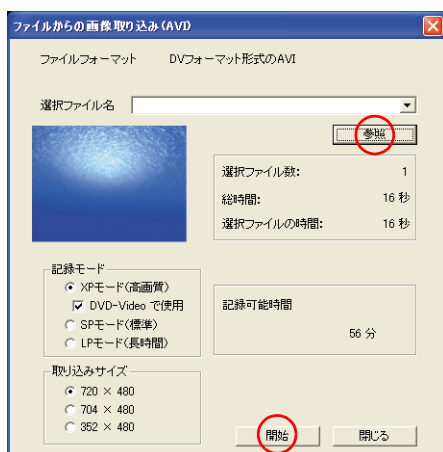 ファイルからの画像取り込み(AVI)
ファイルフォーマット DVフォーマット形式のAVI
選択ファイル名
参照
選択ファイル数: 1
総時間: 16 秒
選択ファイルの時間: 16 秒
記録モード
XPモード(高画質)
DVD-Video で使用
SPモード(標準)
LPモード(長時間)
記録可能時間
56 分
取り込みサイズ
720 × 480
704 × 480
352 × 480
開始
閉じる